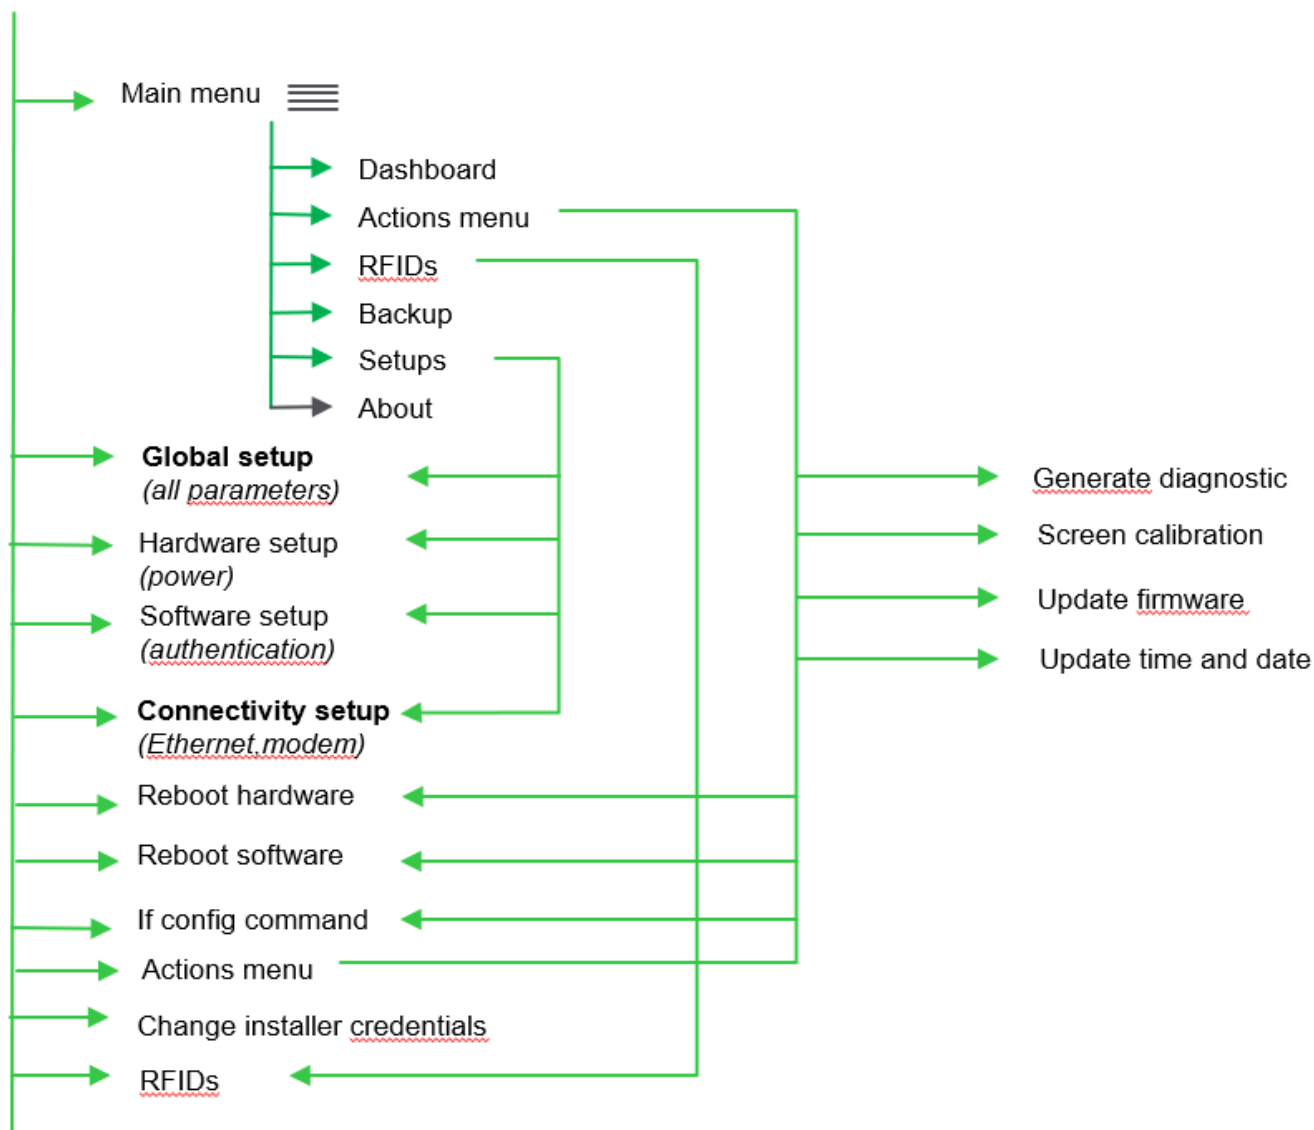 Main menu
Dashboard
Actions menu
RFIDs
Backup
Setups
About
Global setup
(all parameters)
Hardware setup
(power)
Software setup
(authentication)
Connectivity setup
(Ethernet,modem)
Reboot hardware
Reboot software
If config command
Actions menu
Change installer credentials
RFIDs
Generate diagnostic
Screen calibration
Update firmware
Update time and date